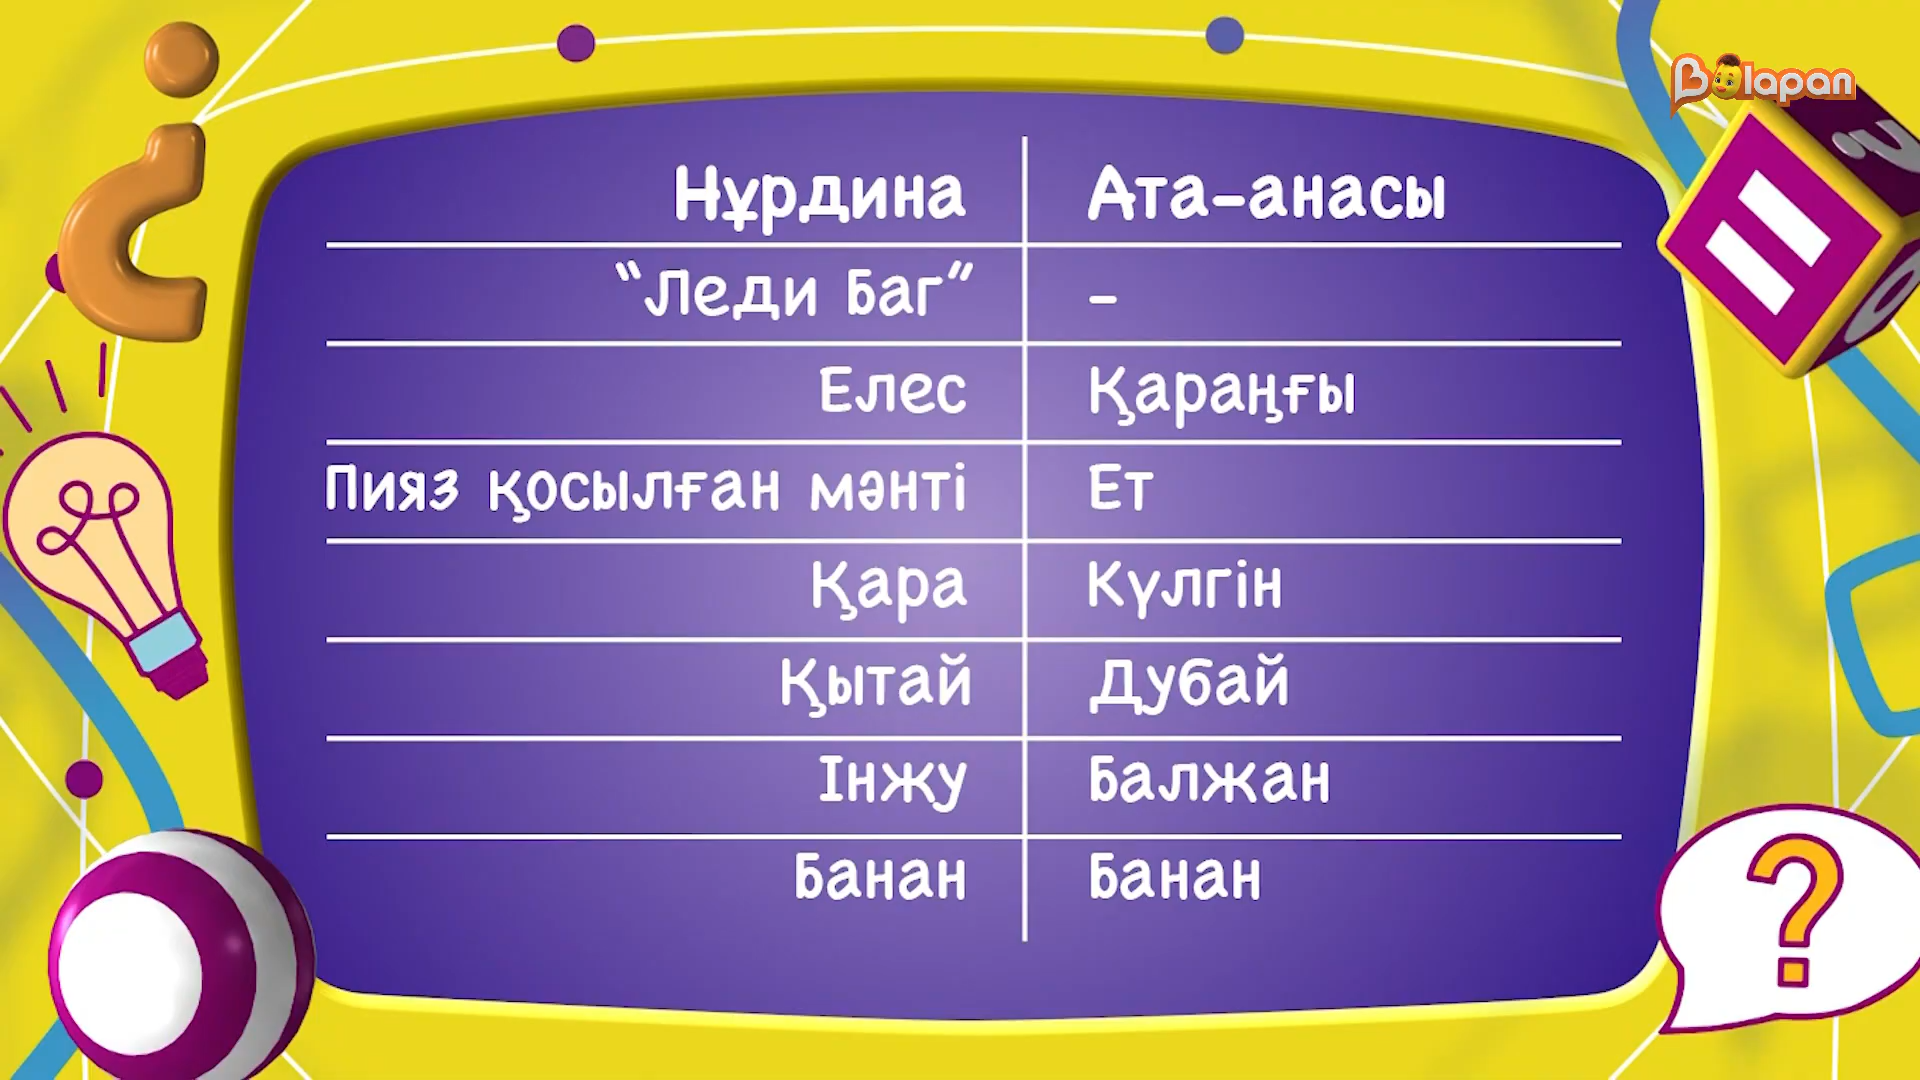 Balapan
Нұрдина Ата-анасы
“Леди Баг” -
Елес Қараңғы
Пияз қосылған мәнті Ет
Қара Күлгін
Қытай Дубай
Інжу Балжан
Банан Банан